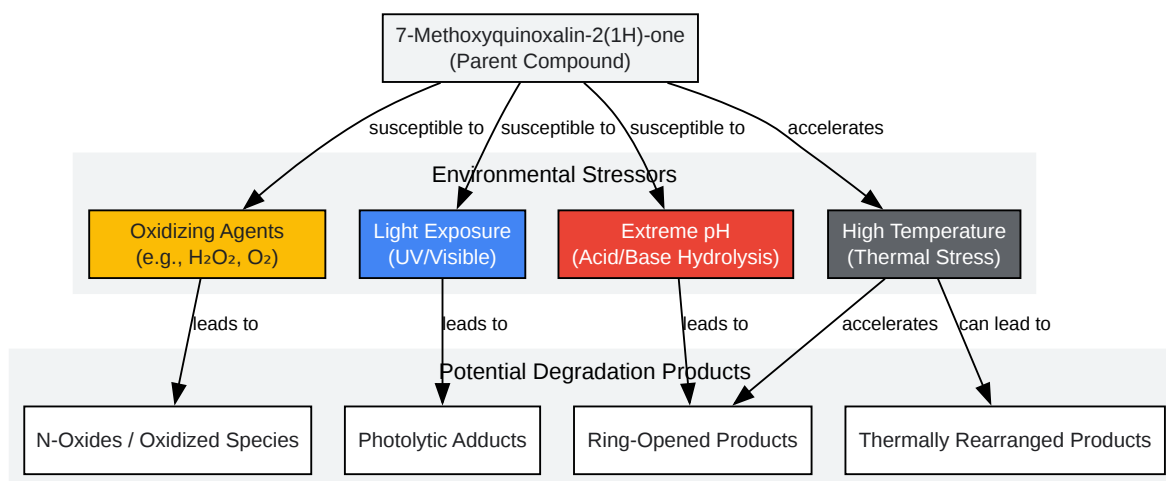 7-Methoxyquinoxalin-2(1H)-one
(Parent Compound)
susceptible to
susceptible to
susceptible to
accelerates
Environmental Stressors
Oxidizing Agents
(e.g., H₂O₂, O₂)
Light Exposure
(UV/Visible)
Extreme pH
(Acid/Base Hydrolysis)
High Temperature
(Thermal Stress)
leads to
leads to
leads to
accelerates
can lead to
Potential Degradation Products
N-Oxides / Oxidized Species
Photolytic Adducts
Ring-Opened Products
Thermally Rearranged Products